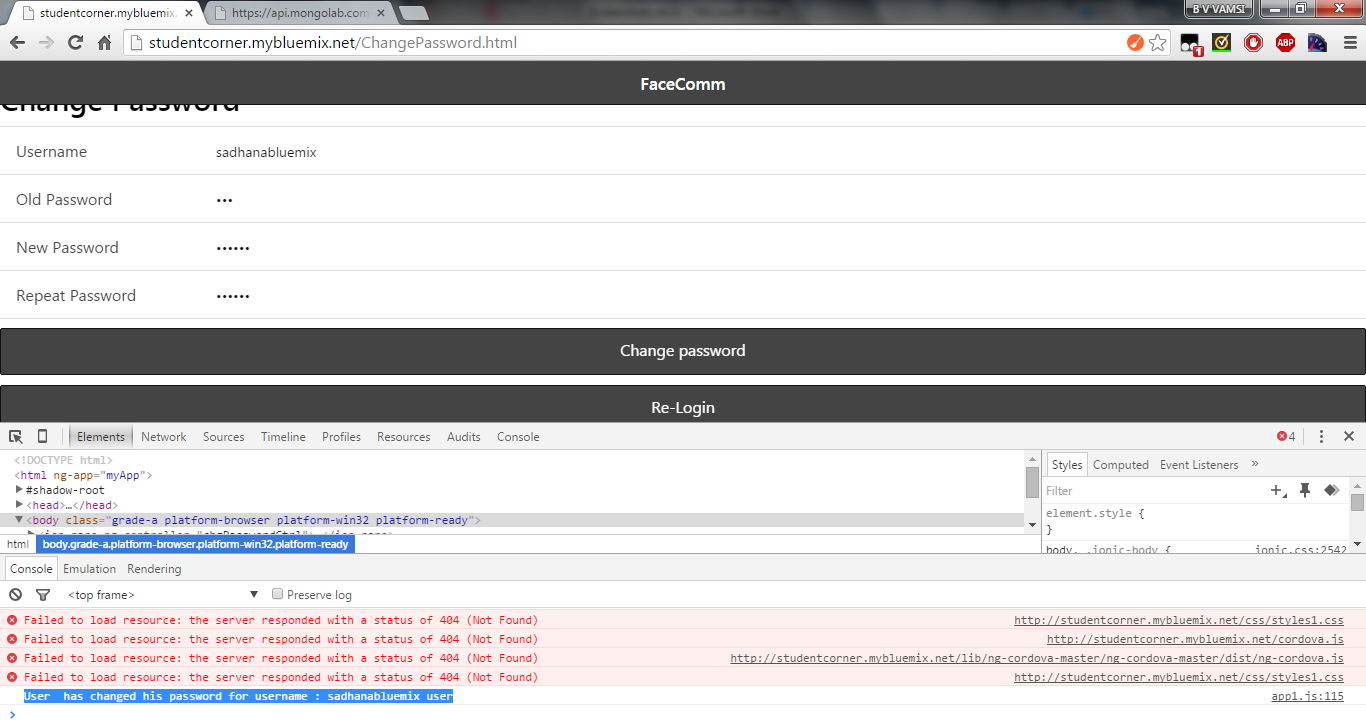 studentcorner.mybluemix. https://api.mongolab.com B V VAMSI
studentcorner.mybluemix.net/ChangePassword.html
1 ABP
FaceComm
Change Password
Username sadhanabluemix
Old Password •••
New Password ••••••
Repeat Password ••••••
Change password
Re-Login
Elements Network Sources Timeline Profiles Resources Audits Console 4
<!DOCTYPE html>
<html ng-app="myApp">
#shadow-root
<head>…</head>
<body class="grade-a platform-browser platform-win32 platform-ready">
html body.grade-a.platform-browser.platform-win32.platform-ready
Styles Computed Event Listeners »
Filter
element.style {
}
body, .ionic-body { ionic.css:2542
Console Emulation Rendering
<top frame> Preserve log
Failed to load resource: the server responded with a status of 404 (Not Found) http://studentcorner.mybluemix.net/css/styles1.css
Failed to load resource: the server responded with a status of 404 (Not Found) http://studentcorner.mybluemix.net/cordova.js
Failed to load resource: the server responded with a status of 404 (Not Found) http://studentcorner.mybluemix.net/lib/ng-cordova-master/ng-cordova-master/dist/ng-cordova.js
Failed to load resource: the server responded with a status of 404 (Not Found) http://studentcorner.mybluemix.net/css/styles1.css
User has changed his password for username : sadhanabluemix user app1.js:115
>